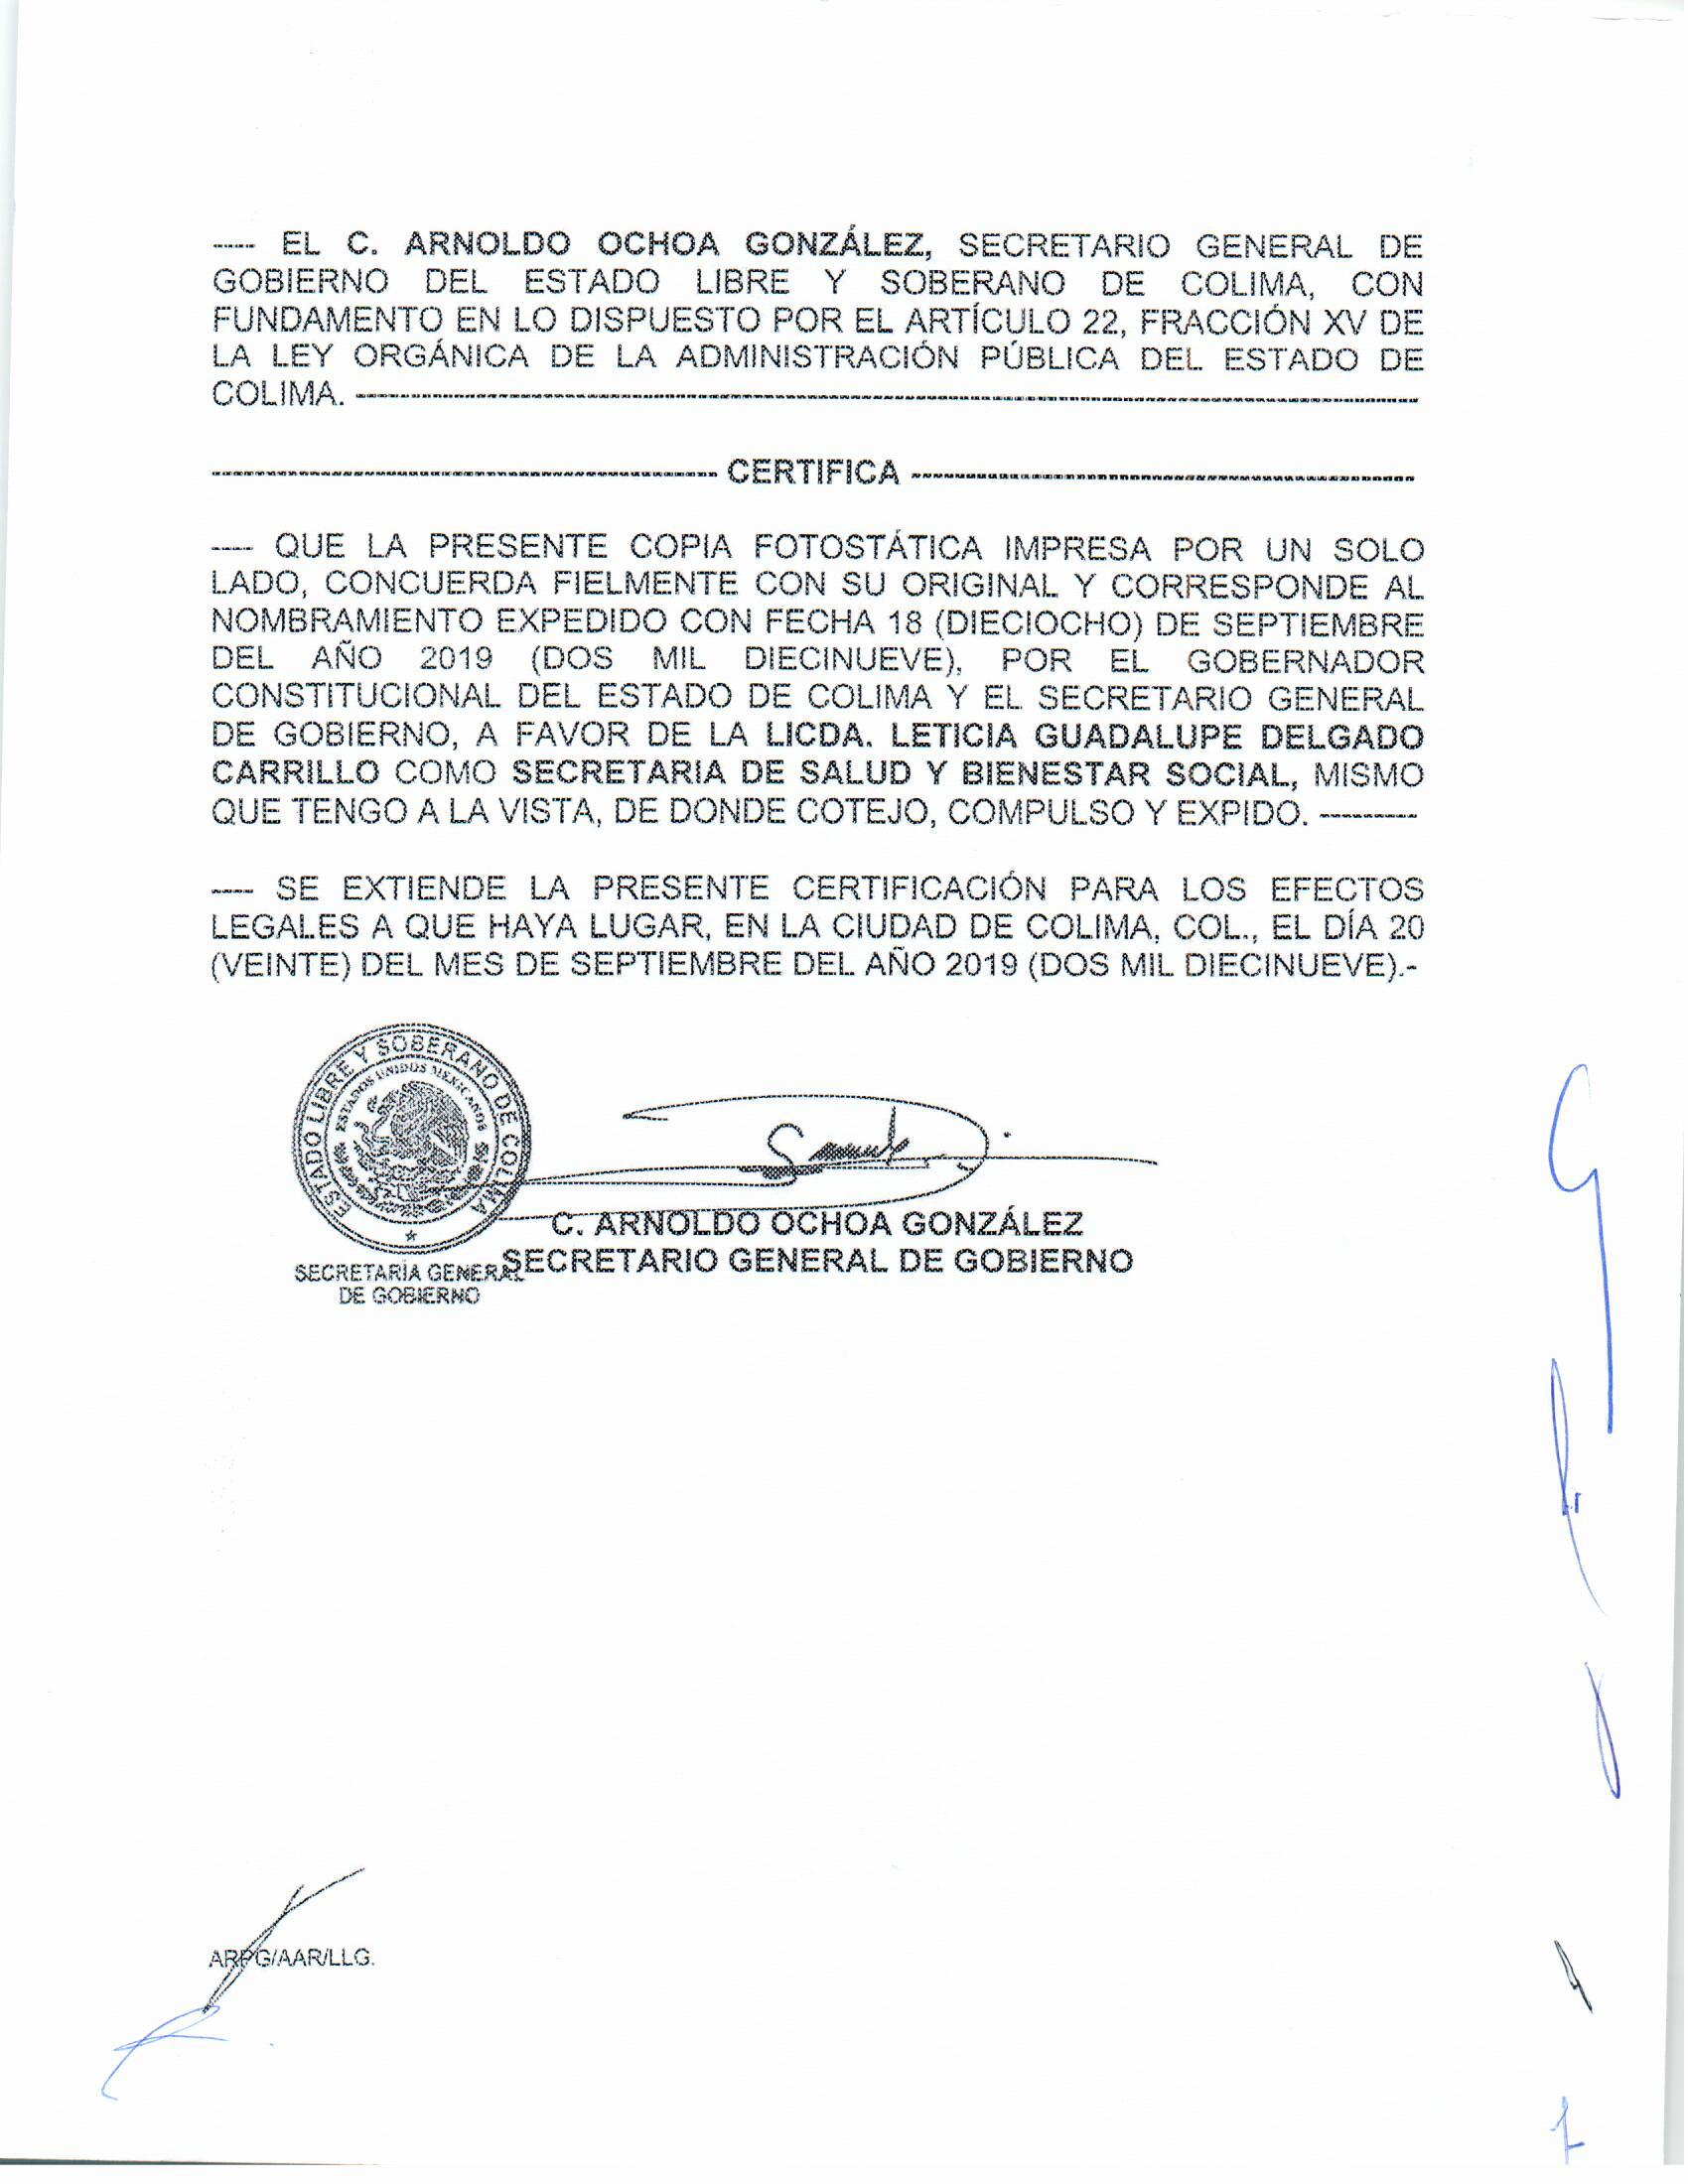 ---- EL C. ARNOLDO OCHOA GONZÁLEZ, SECRETARIO GENERAL DE
GOBIERNO DEL ESTADO LIBRE Y SOBERANO DE COLIMA, CON
FUNDAMENTO EN LO DISPUESTO POR EL ARTÍCULO 22, FRACCIÓN XV DE
LA LEY ORGÁNICA DE LA ADMINISTRACIÓN PÚBLICA DEL ESTADO DE
COLIMA. ----------------------------------------
---------------------------------------- CERTIFICA ----------------------------------------
---- QUE LA PRESENTE COPIA FOTOSTÁTICA IMPRESA POR UN SOLO
LADO, CONCUERDA FIELMENTE CON SU ORIGINAL Y CORRESPONDE AL
NOMBRAMIENTO EXPEDIDO CON FECHA 18 (DIECIOCHO) DE SEPTIEMBRE
DEL AÑO 2019 (DOS MIL DIECINUEVE), POR EL GOBERNADOR
CONSTITUCIONAL DEL ESTADO DE COLIMA Y EL SECRETARIO GENERAL
DE GOBIERNO, A FAVOR DE LA LICDA. LETICIA GUADALUPE DELGADO
CARRILLO COMO SECRETARIA DE SALUD Y BIENESTAR SOCIAL, MISMO
QUE TENGO A LA VISTA, DE DONDE COTEJO, COMPULSO Y EXPIDO. ---------
---- SE EXTIENDE LA PRESENTE CERTIFICACIÓN PARA LOS EFECTOS
LEGALES A QUE HAYA LUGAR, EN LA CIUDAD DE COLIMA, COL., EL DÍA 20
(VEINTE) DEL MES DE SEPTIEMBRE DEL AÑO 2019 (DOS MIL DIECINUEVE).-
ESTADO LIBRE Y SOBERANO DE COLIMA
ESTADOS UNIDOS MEXICANOS
C. ARNOLDO OCHOA GONZÁLEZ
SECRETARIO GENERAL DE GOBIERNO
SECRETARÍA GENERAL
DE GOBIERNO
ARPG/AAR/LLG.